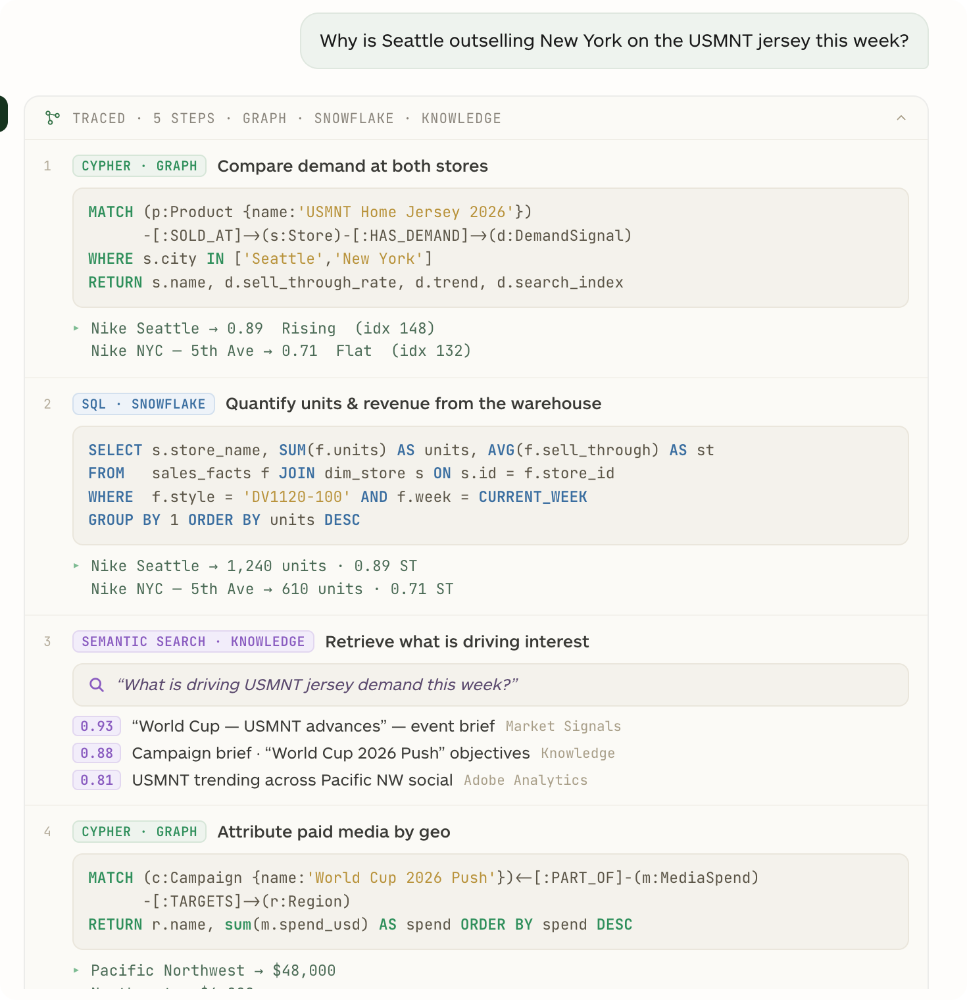 Why is Seattle outselling New York on the USMNT jersey this week?
TRACED · 5 STEPS · GRAPH · SNOWFLAKE · KNOWLEDGE
1 CYPHER · GRAPH Compare demand at both stores
MATCH (p:Product {name:'USMNT Home Jersey 2026'})
-[:SOLD_AT]->(s:Store)-[:HAS_DEMAND]->(d:DemandSignal)
WHERE s.city IN ['Seattle','New York']
RETURN s.name, d.sell_through_rate, d.trend, d.search_index
▸ Nike Seattle → 0.89 Rising (idx 148)
Nike NYC — 5th Ave → 0.71 Flat (idx 132)
2 SQL · SNOWFLAKE Quantify units & revenue from the warehouse
SELECT s.store_name, SUM(f.units) AS units, AVG(f.sell_through) AS st
FROM sales_facts f JOIN dim_store s ON s.id = f.store_id
WHERE f.style = 'DV1120-100' AND f.week = CURRENT_WEEK
GROUP BY 1 ORDER BY units DESC
▸ Nike Seattle → 1,240 units · 0.89 ST
Nike NYC — 5th Ave → 610 units · 0.71 ST
3 SEMANTIC SEARCH · KNOWLEDGE Retrieve what is driving interest
“What is driving USMNT jersey demand this week?”
0.93 “World Cup — USMNT advances” — event brief Market Signals
0.88 Campaign brief · “World Cup 2026 Push” objectives Knowledge
0.81 USMNT trending across Pacific NW social Adobe Analytics
4 CYPHER · GRAPH Attribute paid media by geo
MATCH (c:Campaign {name:'World Cup 2026 Push'})<-[:PART_OF]-(m:MediaSpend)
-[:TARGETS]->(r:Region)
RETURN r.name, sum(m.spend_usd) AS spend ORDER BY spend DESC
▸ Pacific Northwest → $48,000